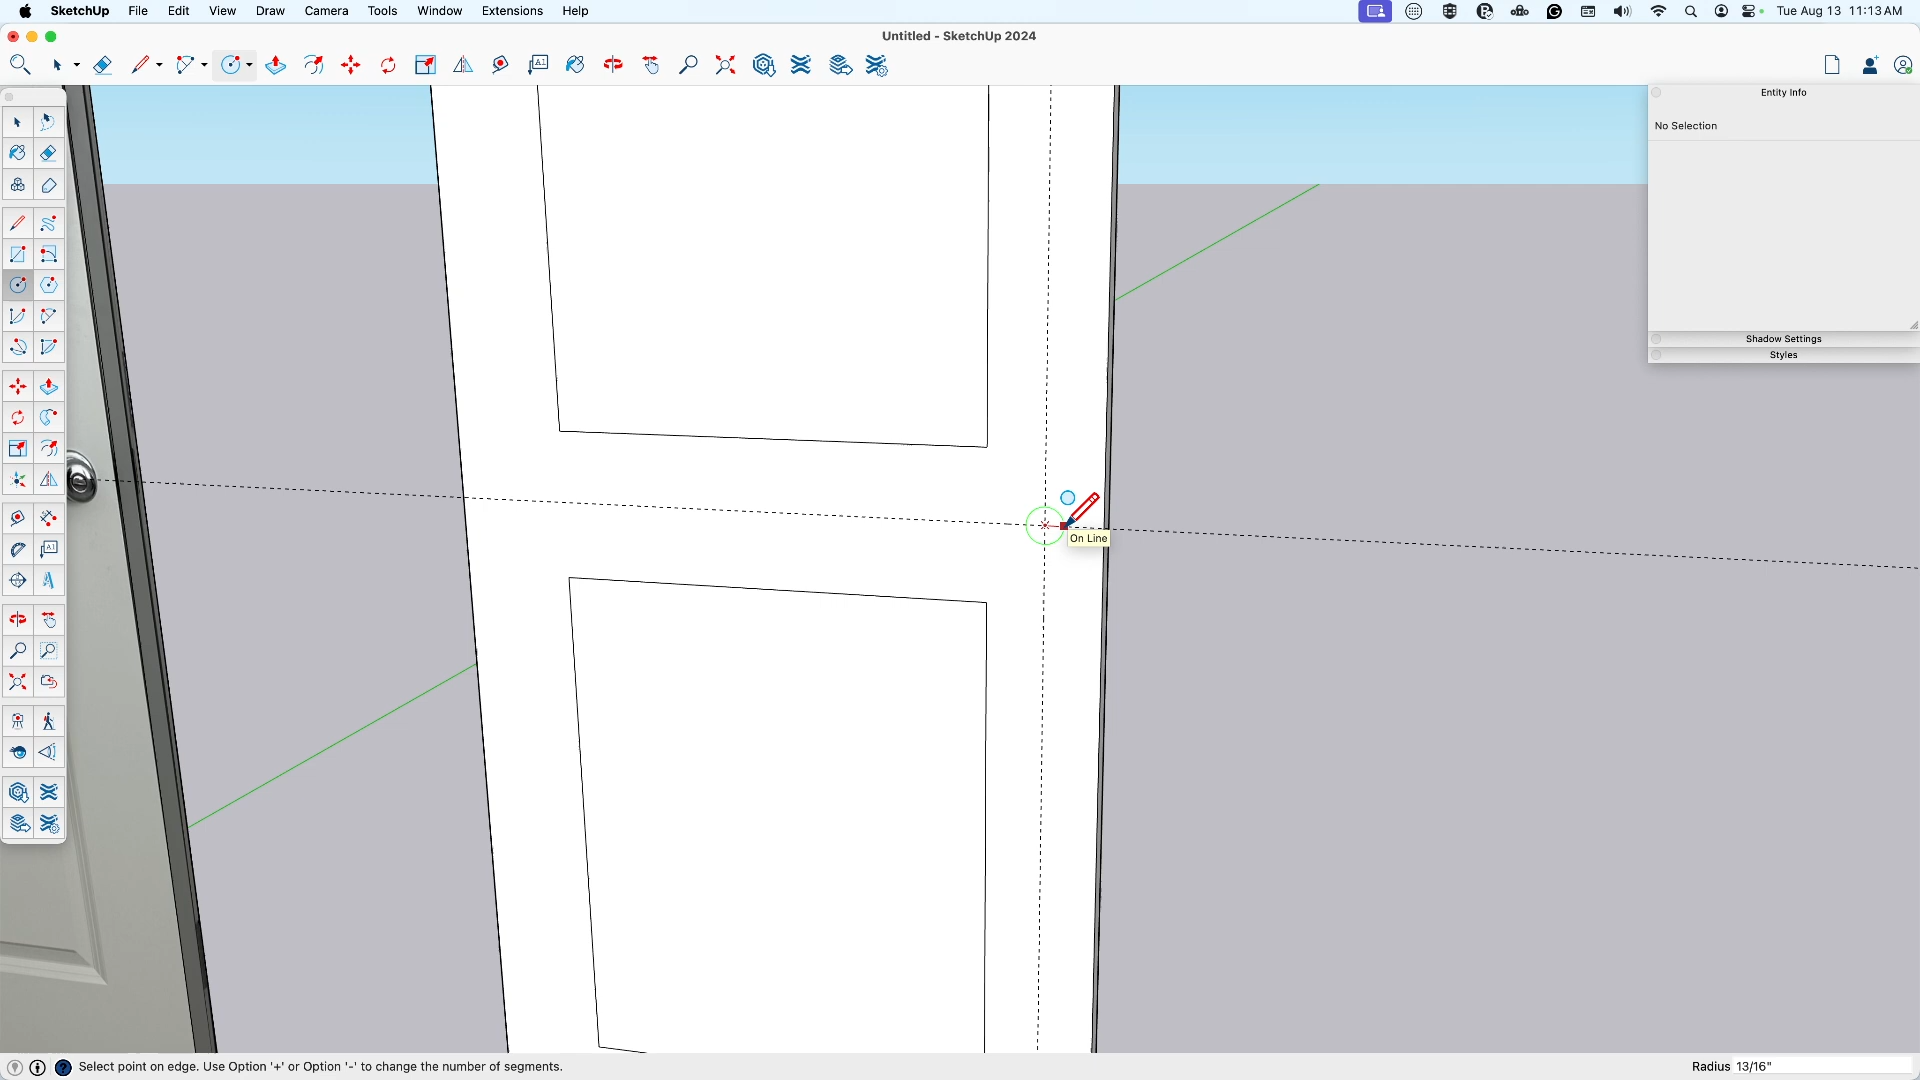 SketchUp File Edit View Draw Camera Tools Window Extensions Help Tue Aug 13 11:13 AM
Untitled - SketchUp 2024
Entity Info
No Selection
Shadow Settings
Styles
On Line
Select point on edge. Use Option '+' or Option '-' to change the number of segments.
Radius 13/16"